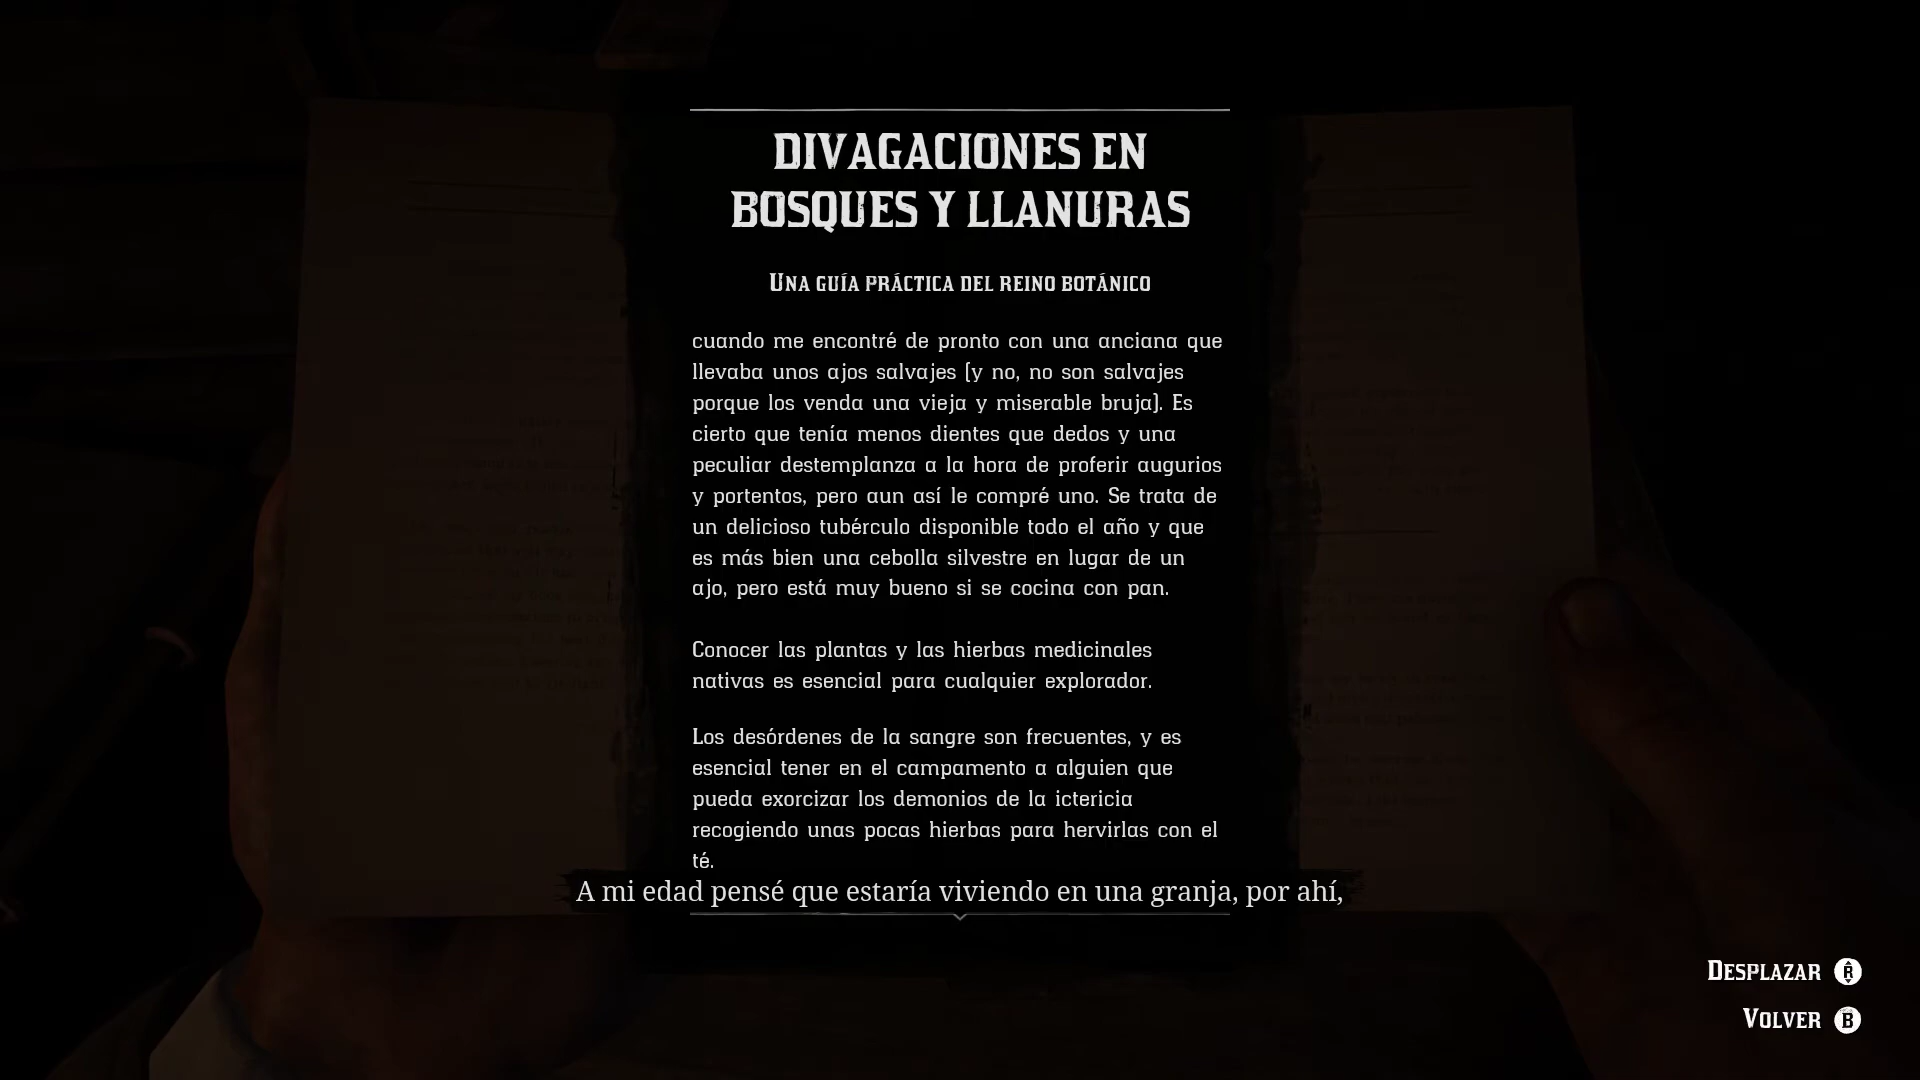 DIVAGACIONES EN
BOSQUES Y LLANURAS
UNA GUÍA PRÁCTICA DEL REINO BOTÁNICO
cuando me encontré de pronto con una anciana que
llevaba unos ajos salvajes (y no, no son salvajes
porque los venda una vieja y miserable bruja). Es
cierto que tenía menos dientes que dedos y una
peculiar destemplanza a la hora de proferir augurios
y portentos, pero aun así le compré uno. Se trata de
un delicioso tubérculo disponible todo el año y que
es más bien una cebolla silvestre en lugar de un
ajo, pero está muy bueno si se cocina con pan.
Conocer las plantas y las hierbas medicinales
nativas es esencial para cualquier explorador.
Los desórdenes de la sangre son frecuentes, y es
esencial tener en el campamento a alguien que
pueda exorcizar los demonios de la ictericia
recogiendo unas pocas hierbas para hervirlas con el
té.
A mi edad pensé que estaría viviendo en una granja, por ahí,
DESPLAZAR R
VOLVER B